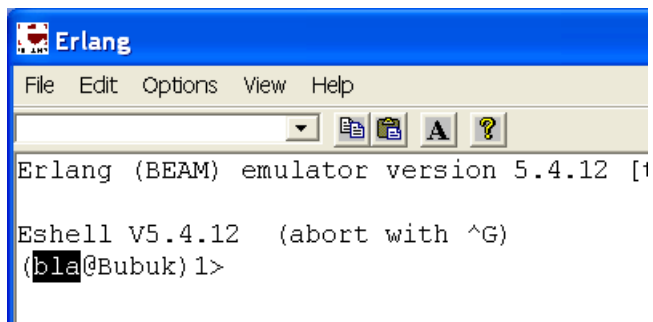 Erlang
File Edit Options View Help
A ?
Erlang (BEAM) emulator version 5.4.12 [t
Eshell V5.4.12 (abort with ^G)
(bla@Bubuk)1>